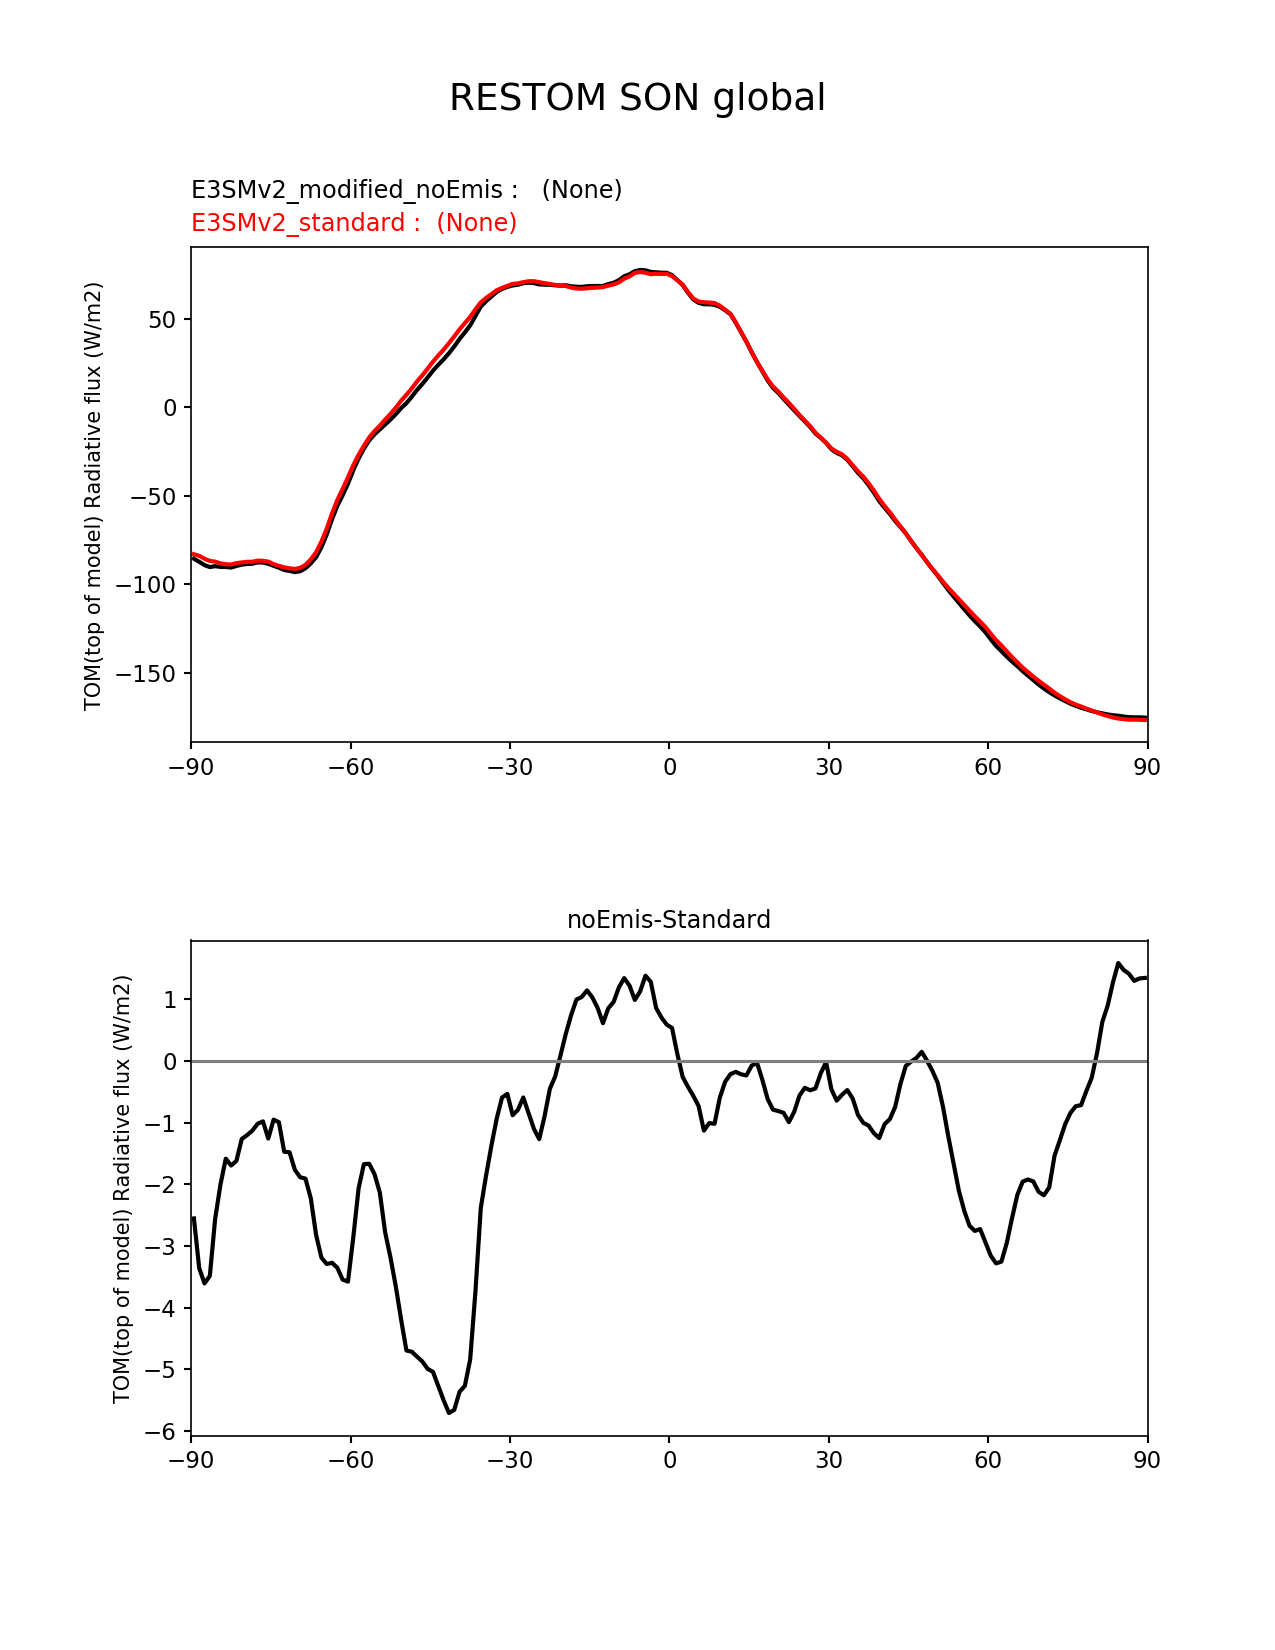 RESTOM SON global
E3SMv2_modified_noEmis :   (None)
E3SMv2_standard :  (None)
TOM(top of model) Radiative flux (W/m2)
50
0
−50
−100
−150
−90 −60 −30 0 30 60 90
noEmis-Standard
TOM(top of model) Radiative flux (W/m2)
1
0
−1
−2
−3
−4
−5
−6
−90 −60 −30 0 30 60 90